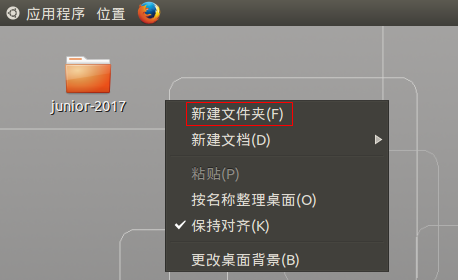 应用程序 位置
junior-2017
新建文件夹(F)
新建文档(D)
粘贴(P)
按名称整理桌面(O)
保持对齐(K)
更改桌面背景(B)